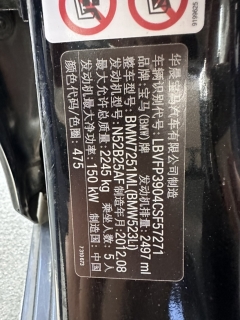 华晨宝马汽车有限公司制造
车辆识别代号: LBVFP3904CSF57271
品牌: 宝马(BMW)牌 发动机排量: 2497 ml
整车型号: BMW7251ML(BMW523Li)
发动机型号: N52B25AF 制造年月: 2012.08
最大允许总质量: 2245 kg 乘坐人数: 5人
发动机最大净功率: 150 kW 制造国: 中国
颜色代码/色圈: 475